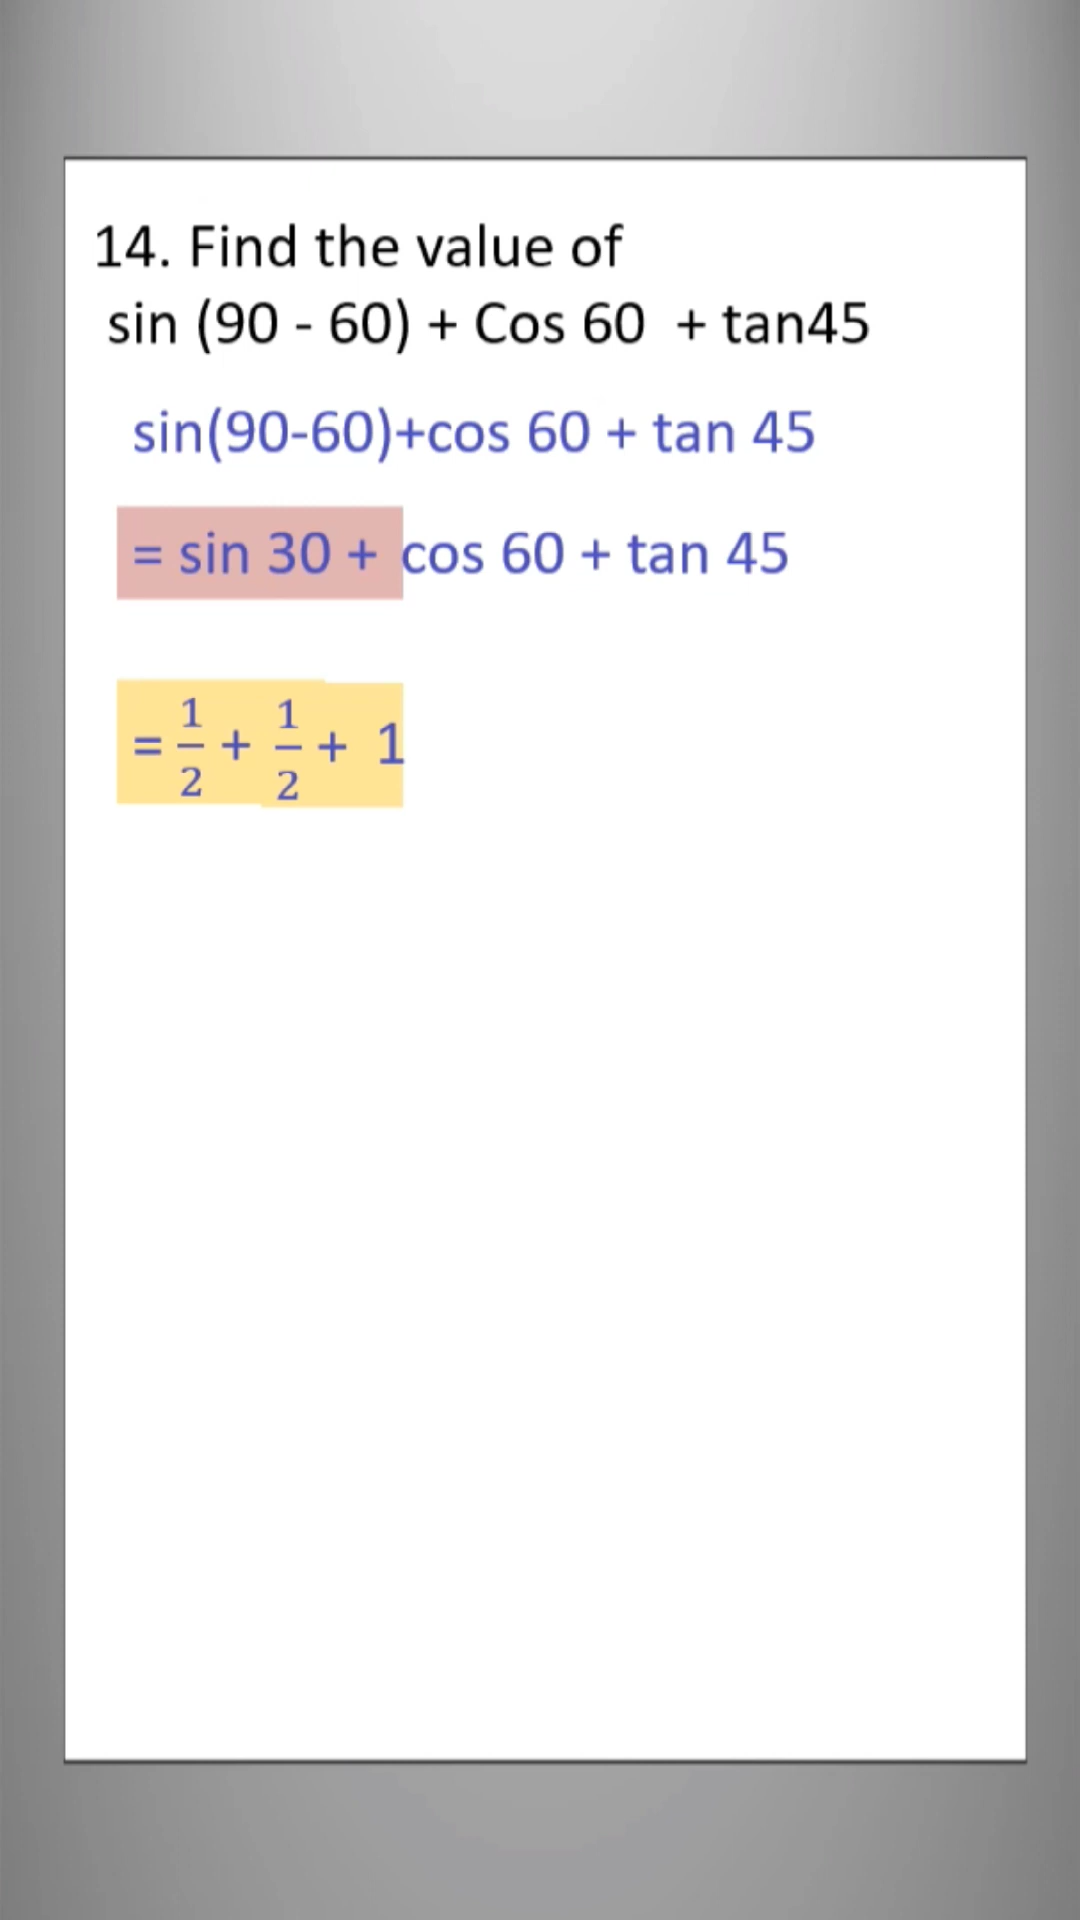 14. Find the value of
sin (90 - 60) + Cos 60 + tan45
sin(90-60)+cos 60 + tan 45
= sin 30 + cos 60 + tan 45
= 1/2 + 1/2 + 1